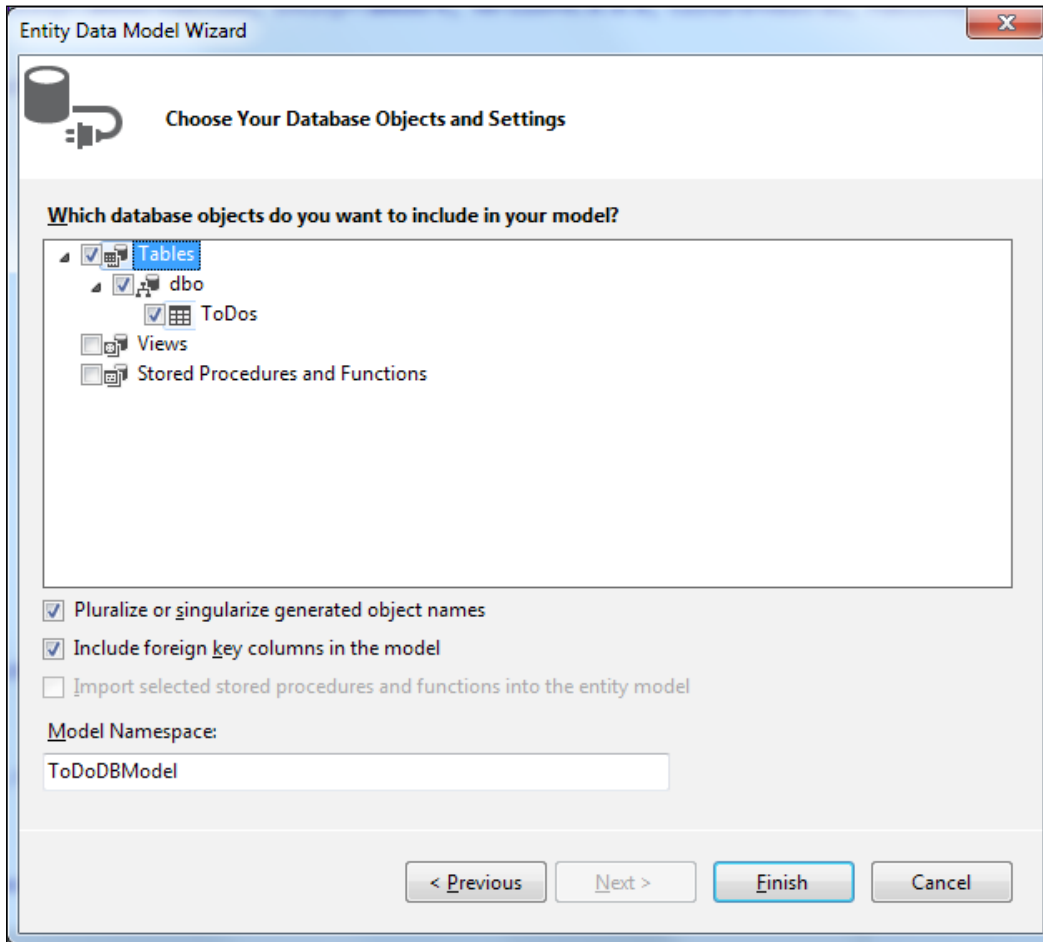 Entity Data Model Wizard
Choose Your Database Objects and Settings
Which database objects do you want to include in your model?
Tables
dbo
ToDos
Views
Stored Procedures and Functions
Pluralize or singularize generated object names
Include foreign key columns in the model
Import selected stored procedures and functions into the entity model
Model Namespace:
ToDoDBModel
< Previous Next > Finish Cancel